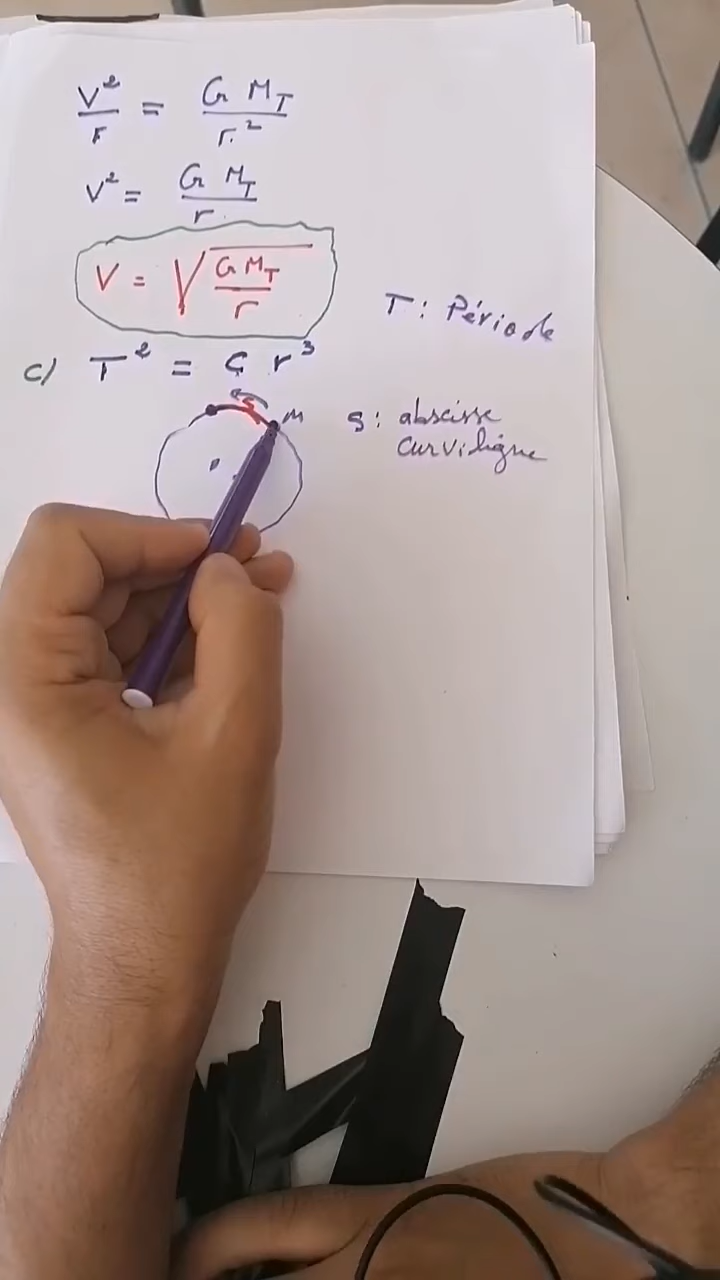 V²/r = G M_T/r²
V² = G M_T/r
V = √(G M_T/r)
T : Période
c) T² = C r³
S
M
S : abscisse
curviligne